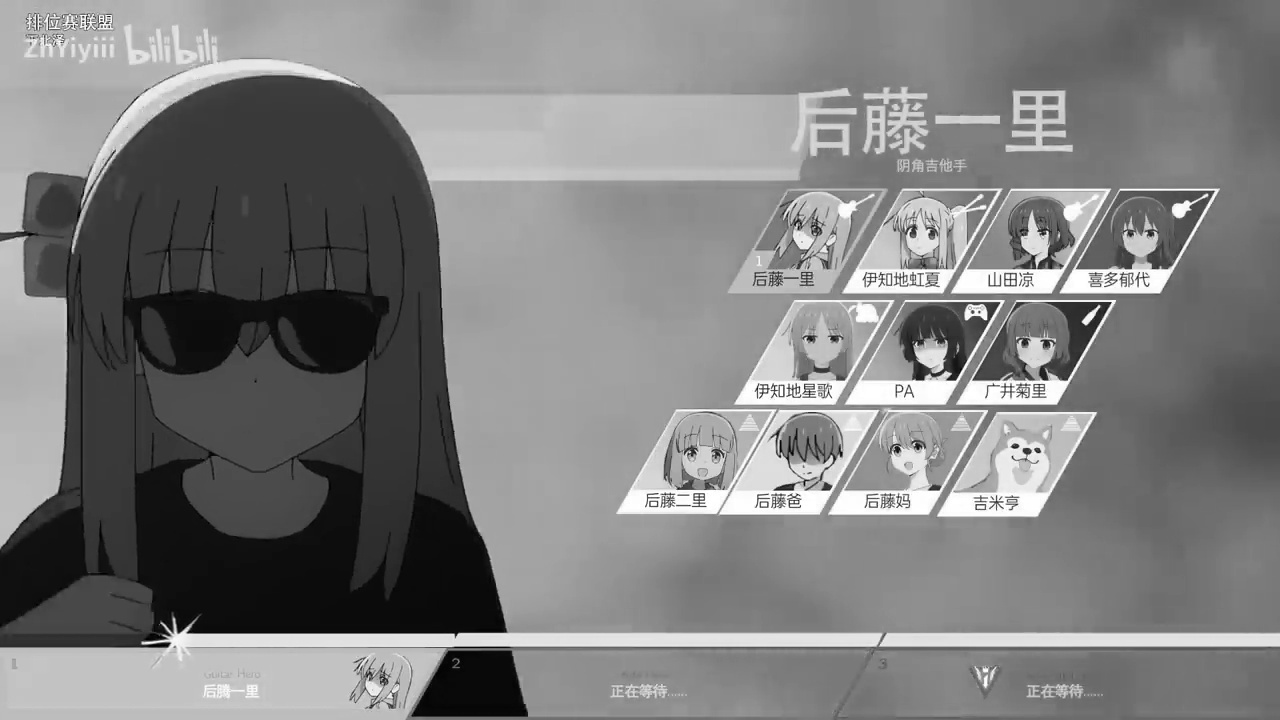 排位赛联盟
ZhYiyiii bilibili
后藤一里
阴角吉他手
1
后藤一里
伊知地虹夏
山田凉
喜多郁代
伊知地星歌
PA
广井菊里
后藤二里
后藤爸
后藤妈
吉米亨
1
2
3
Guitar Hero
后腾一里
正在等待......
正在等待......